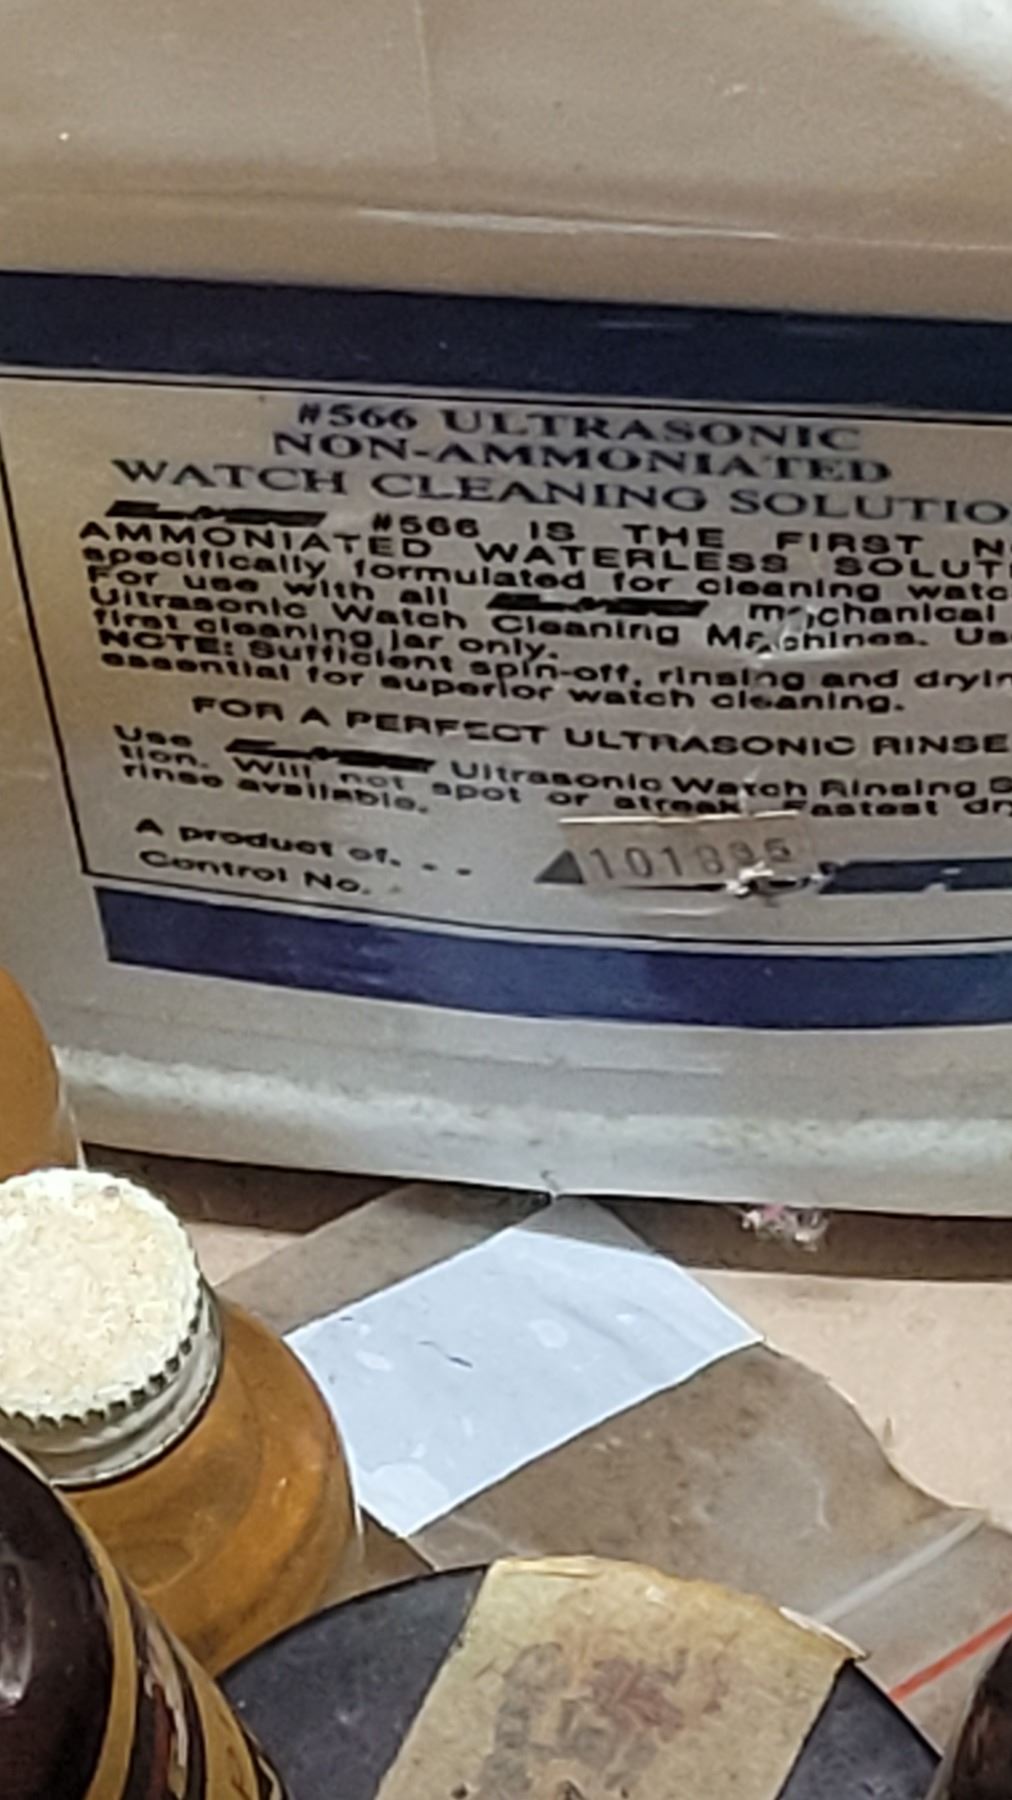 #566 ULTRASONIC
NON-AMMONIATED
WATCH CLEANING SOLUTIO
#566 IS THE FIRST N
AMMONIATED WATERLESS SOLUT
specifically formulated for cleaning watc
For use with all mechanical
Ultrasonic Watch Cleaning Machines. Us
first cleaning jar only.
NOTE: Sufficient spin-off, rinsing and dryin
essential for superior watch cleaning.
FOR A PERFECT ULTRASONIC RINSE
Use Ultrasonic Watch Rinsing S
tion. Will not spot or streak. Fastest dry
rinse available.
A product of. . .
Control No.